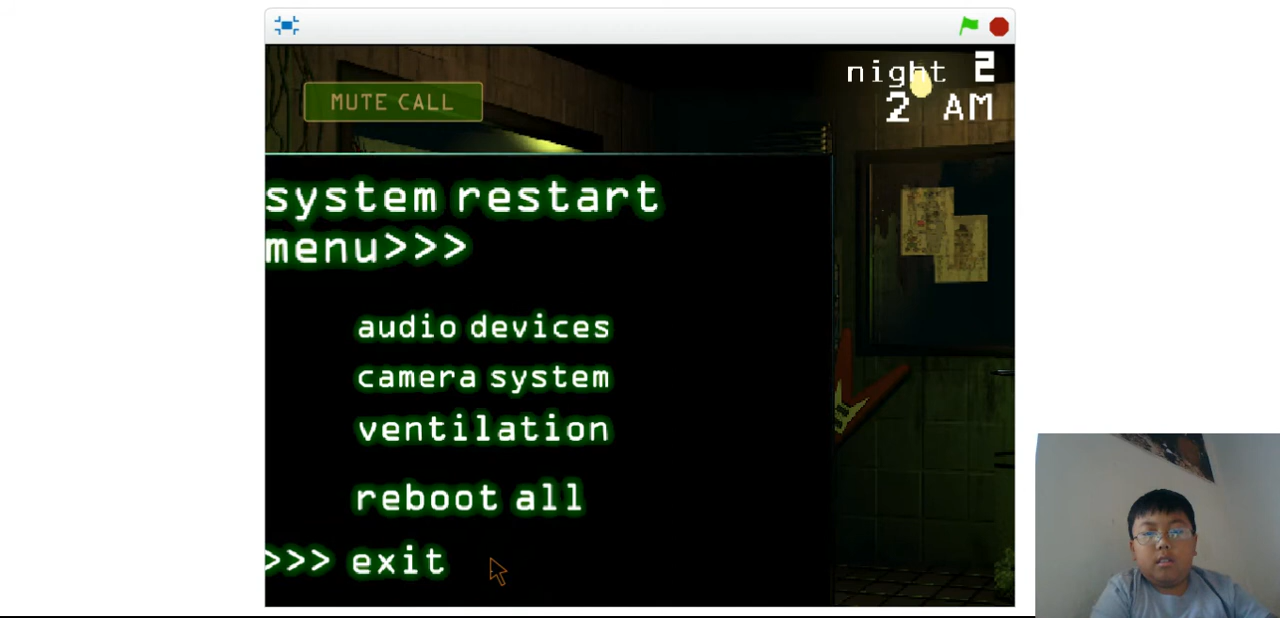 night 2
MUTE CALL
2 AM
system restart
menu>>>
audio devices
camera system
ventilation
reboot all
>>> exit